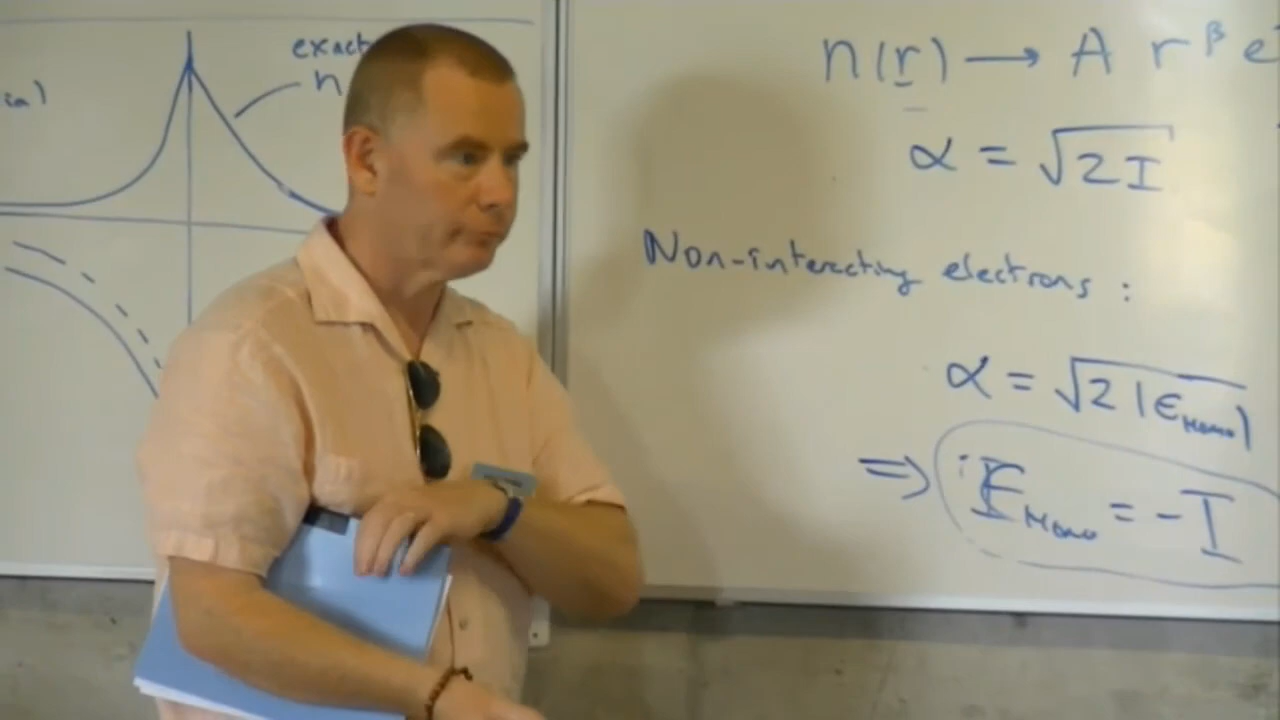 exact
n
n(r) → A r^β e
α = √2I
Non-interacting electrons :
α = √2|ϵ_HOMO|
⇒ ϵ_HOMO = -I